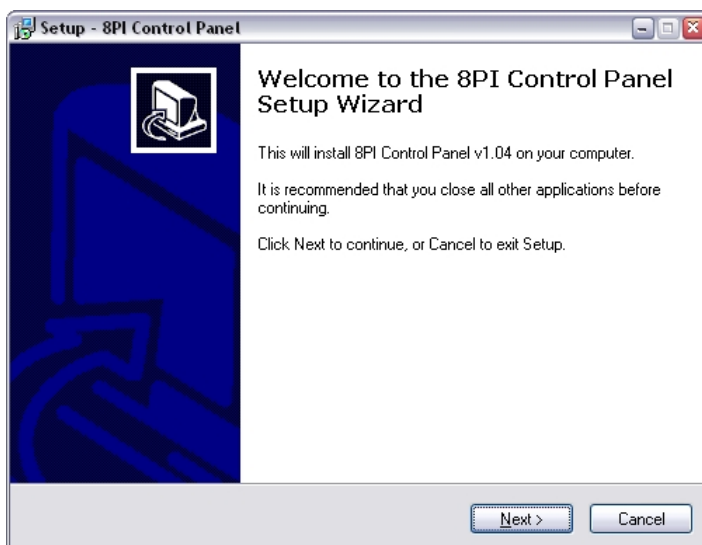 Setup - 8PI Control Panel
Welcome to the 8PI Control Panel
Setup Wizard
This will install 8PI Control Panel v1.04 on your computer.
It is recommended that you close all other applications before
continuing.
Click Next to continue, or Cancel to exit Setup.
Next >
Cancel